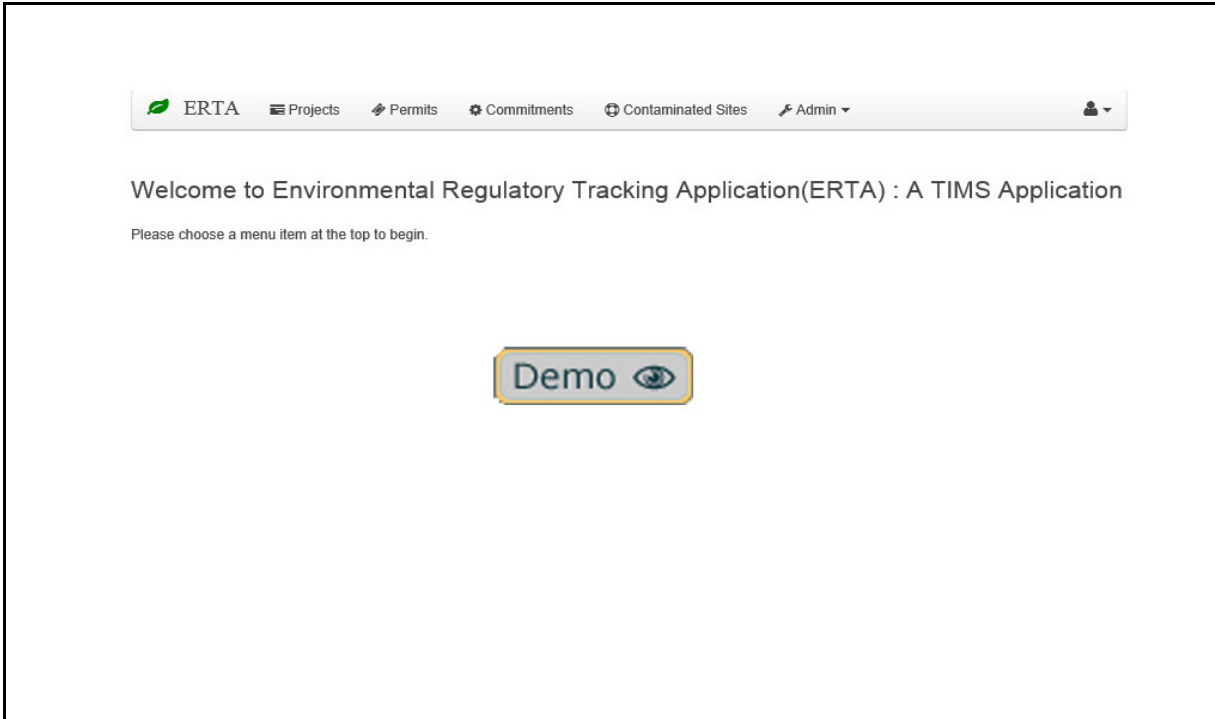 ERTA Projects Permits Commitments Contaminated Sites Admin
Welcome to Environmental Regulatory Tracking Application(ERTA) : A TIMS Application
Please choose a menu item at the top to begin.
Demo